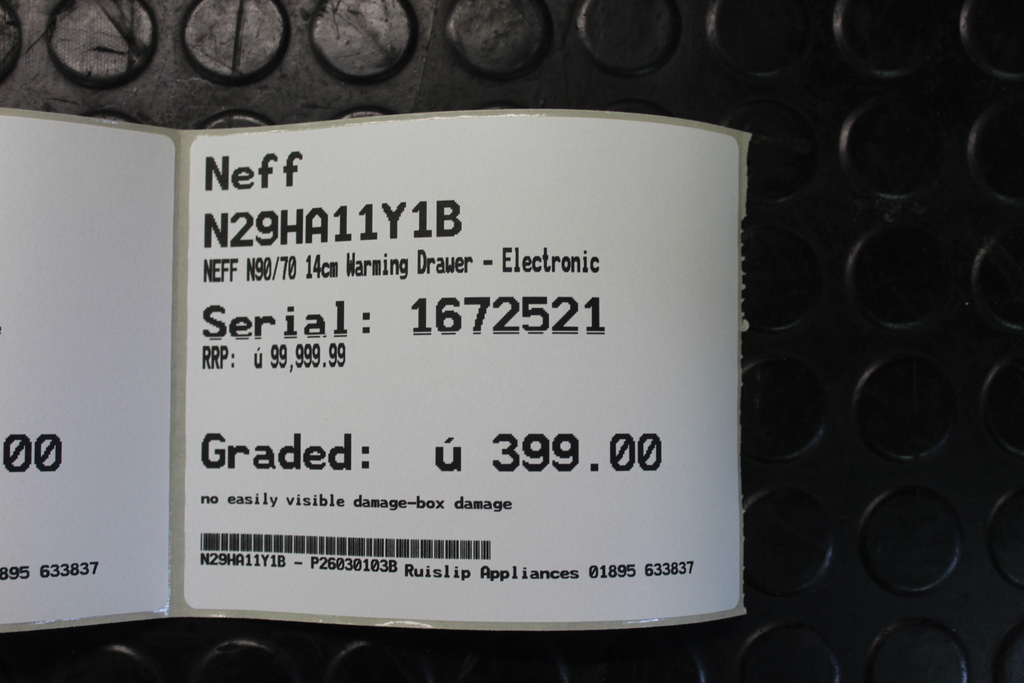 Neff
N29HA11Y1B
NEFF N90/70 14cm Warming Drawer - Electronic
Serial: 1672521
RRP: ú 99,999.99
00
Graded: ú 399.00
no easily visible damage-box damage
N29HA11Y1B - P26030103B
895 633837
Ruislip Appliances 01895 633837